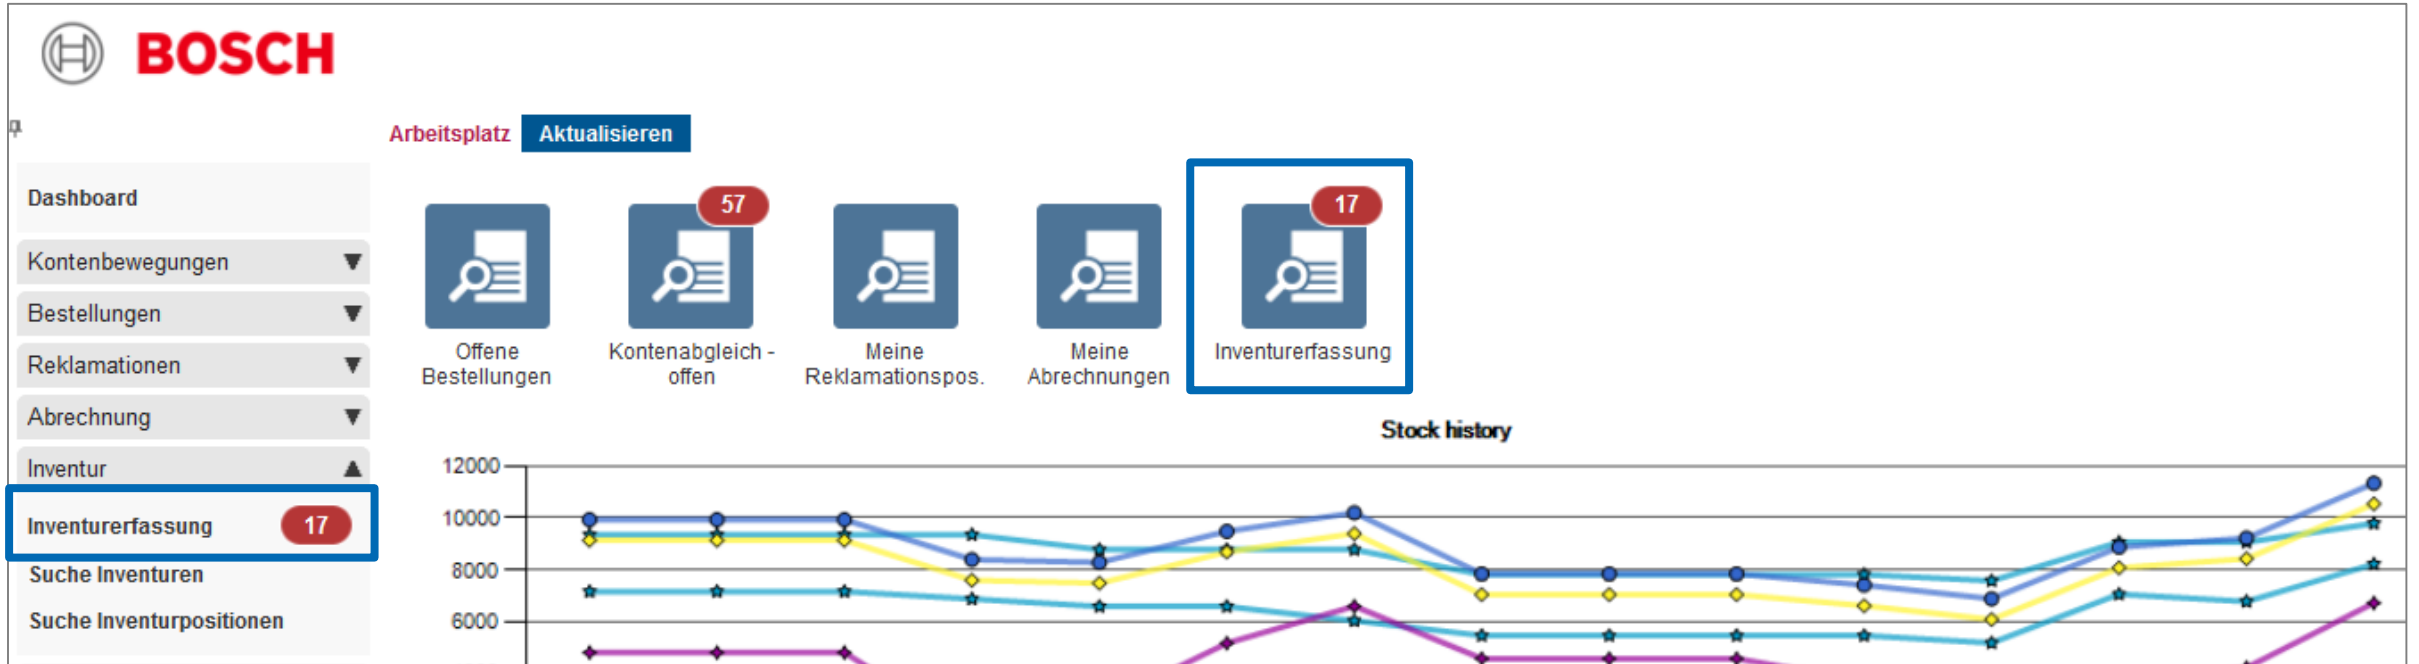 BOSCH
Arbeitsplatz Aktualisieren
Dashboard
Kontenbewegungen
Bestellungen
Reklamationen
Abrechnung
Inventur
Inventurerfassung 17
Suche Inventuren
Suche Inventurpositionen
Offene
Bestellungen
57
Kontenabgleich -
offen
Meine
Reklamationspos.
Meine
Abrechnungen
17
Inventurerfassung
Stock history
12000
10000
8000
6000